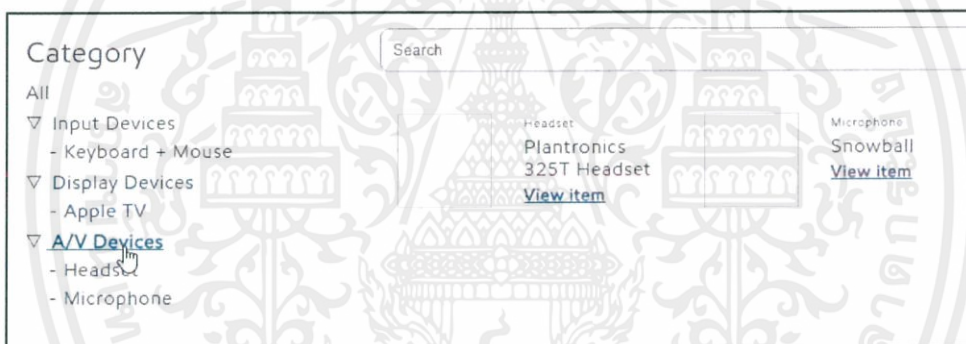 Category
All
▽ Input Devices
- Keyboard + Mouse
▽ Display Devices
- Apple TV
▽ A/V Devices
- Headset
- Microphone
Search
Headset
Plantronics
325T Headset
View item
Microphone
Snowball
View item